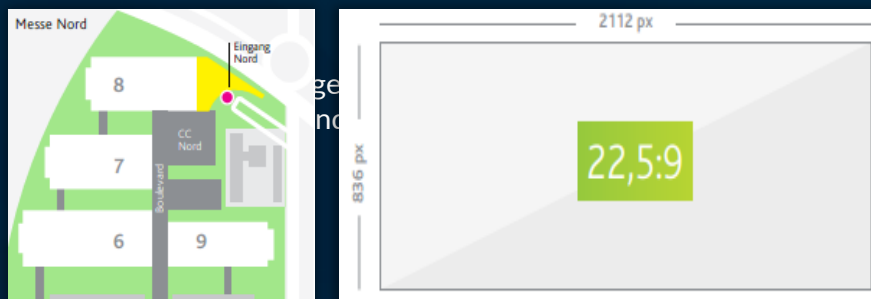 Messe Nord
Eingang
Nord
8
CC
Nord
7
Boulevard
6
9
2112 px
836 px
22,5:9